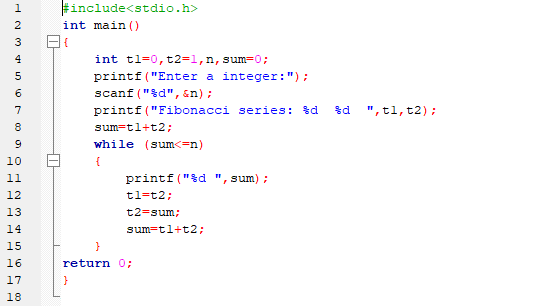 1 #include<stdio.h>
2 int main()
3 {
4 int t1=0,t2=1,n,sum=0;
5 printf("Enter a integer:");
6 scanf("%d",&n);
7 printf("Fibonacci series: %d  %d  ",t1,t2);
8 sum=t1+t2;
9 while (sum<=n)
10 {
11 printf("%d ",sum);
12 t1=t2;
13 t2=sum;
14 sum=t1+t2;
15 }
16 return 0;
17 }
18